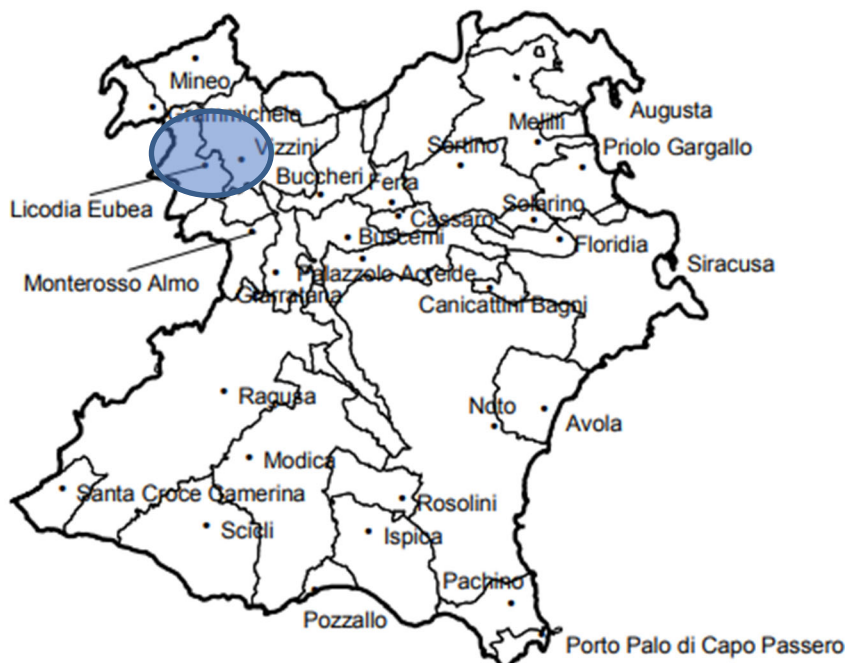 Mineo
Grammichele
Augusta
Melilli
Vizzini
Sortino
Priolo Gargallo
Buccheri
Ferla
Licodia Eubea
Cassaro
Solarino
Buscemi
Floridia
Monterosso Almo
Palazzolo Acreide
Siracusa
Giarratana
Canicattini Bagni
Ragusa
Noto
Avola
Modica
Santa Croce Camerina
Rosolini
Scicli
Ispica
Pachino
Pozzallo
Porto Palo di Capo Passero